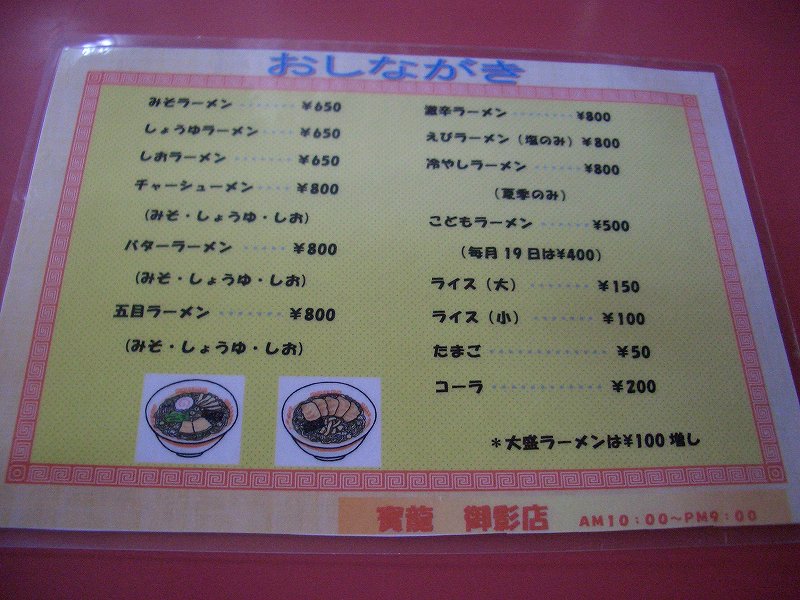 おしながき
みそラーメン ‥‥‥‥ ¥650
しょうゆラーメン ‥‥‥ ¥650
しおラーメン ‥‥‥‥ ¥650
チャーシューメン ‥‥ ¥800
(みそ・しょうゆ・しお)
バターラーメン ‥‥‥ ¥800
(みそ・しょうゆ・しお)
五目ラーメン ‥‥‥‥ ¥800
(みそ・しょうゆ・しお)
激辛ラーメン ‥‥‥‥ ¥800
えびラーメン(塩のみ) ¥800
冷やしラーメン ‥‥‥ ¥800
(夏季のみ)
こどもラーメン ‥‥‥ ¥500
(毎月19日は¥400)
ライス(大) ‥‥‥‥ ¥150
ライス(小) ‥‥‥‥ ¥100
たまご ‥‥‥‥‥‥‥ ¥50
コーラ ‥‥‥‥‥‥‥ ¥200
*大盛ラーメンは¥100増し
寳龍 御影店 AM10:00~PM9:00